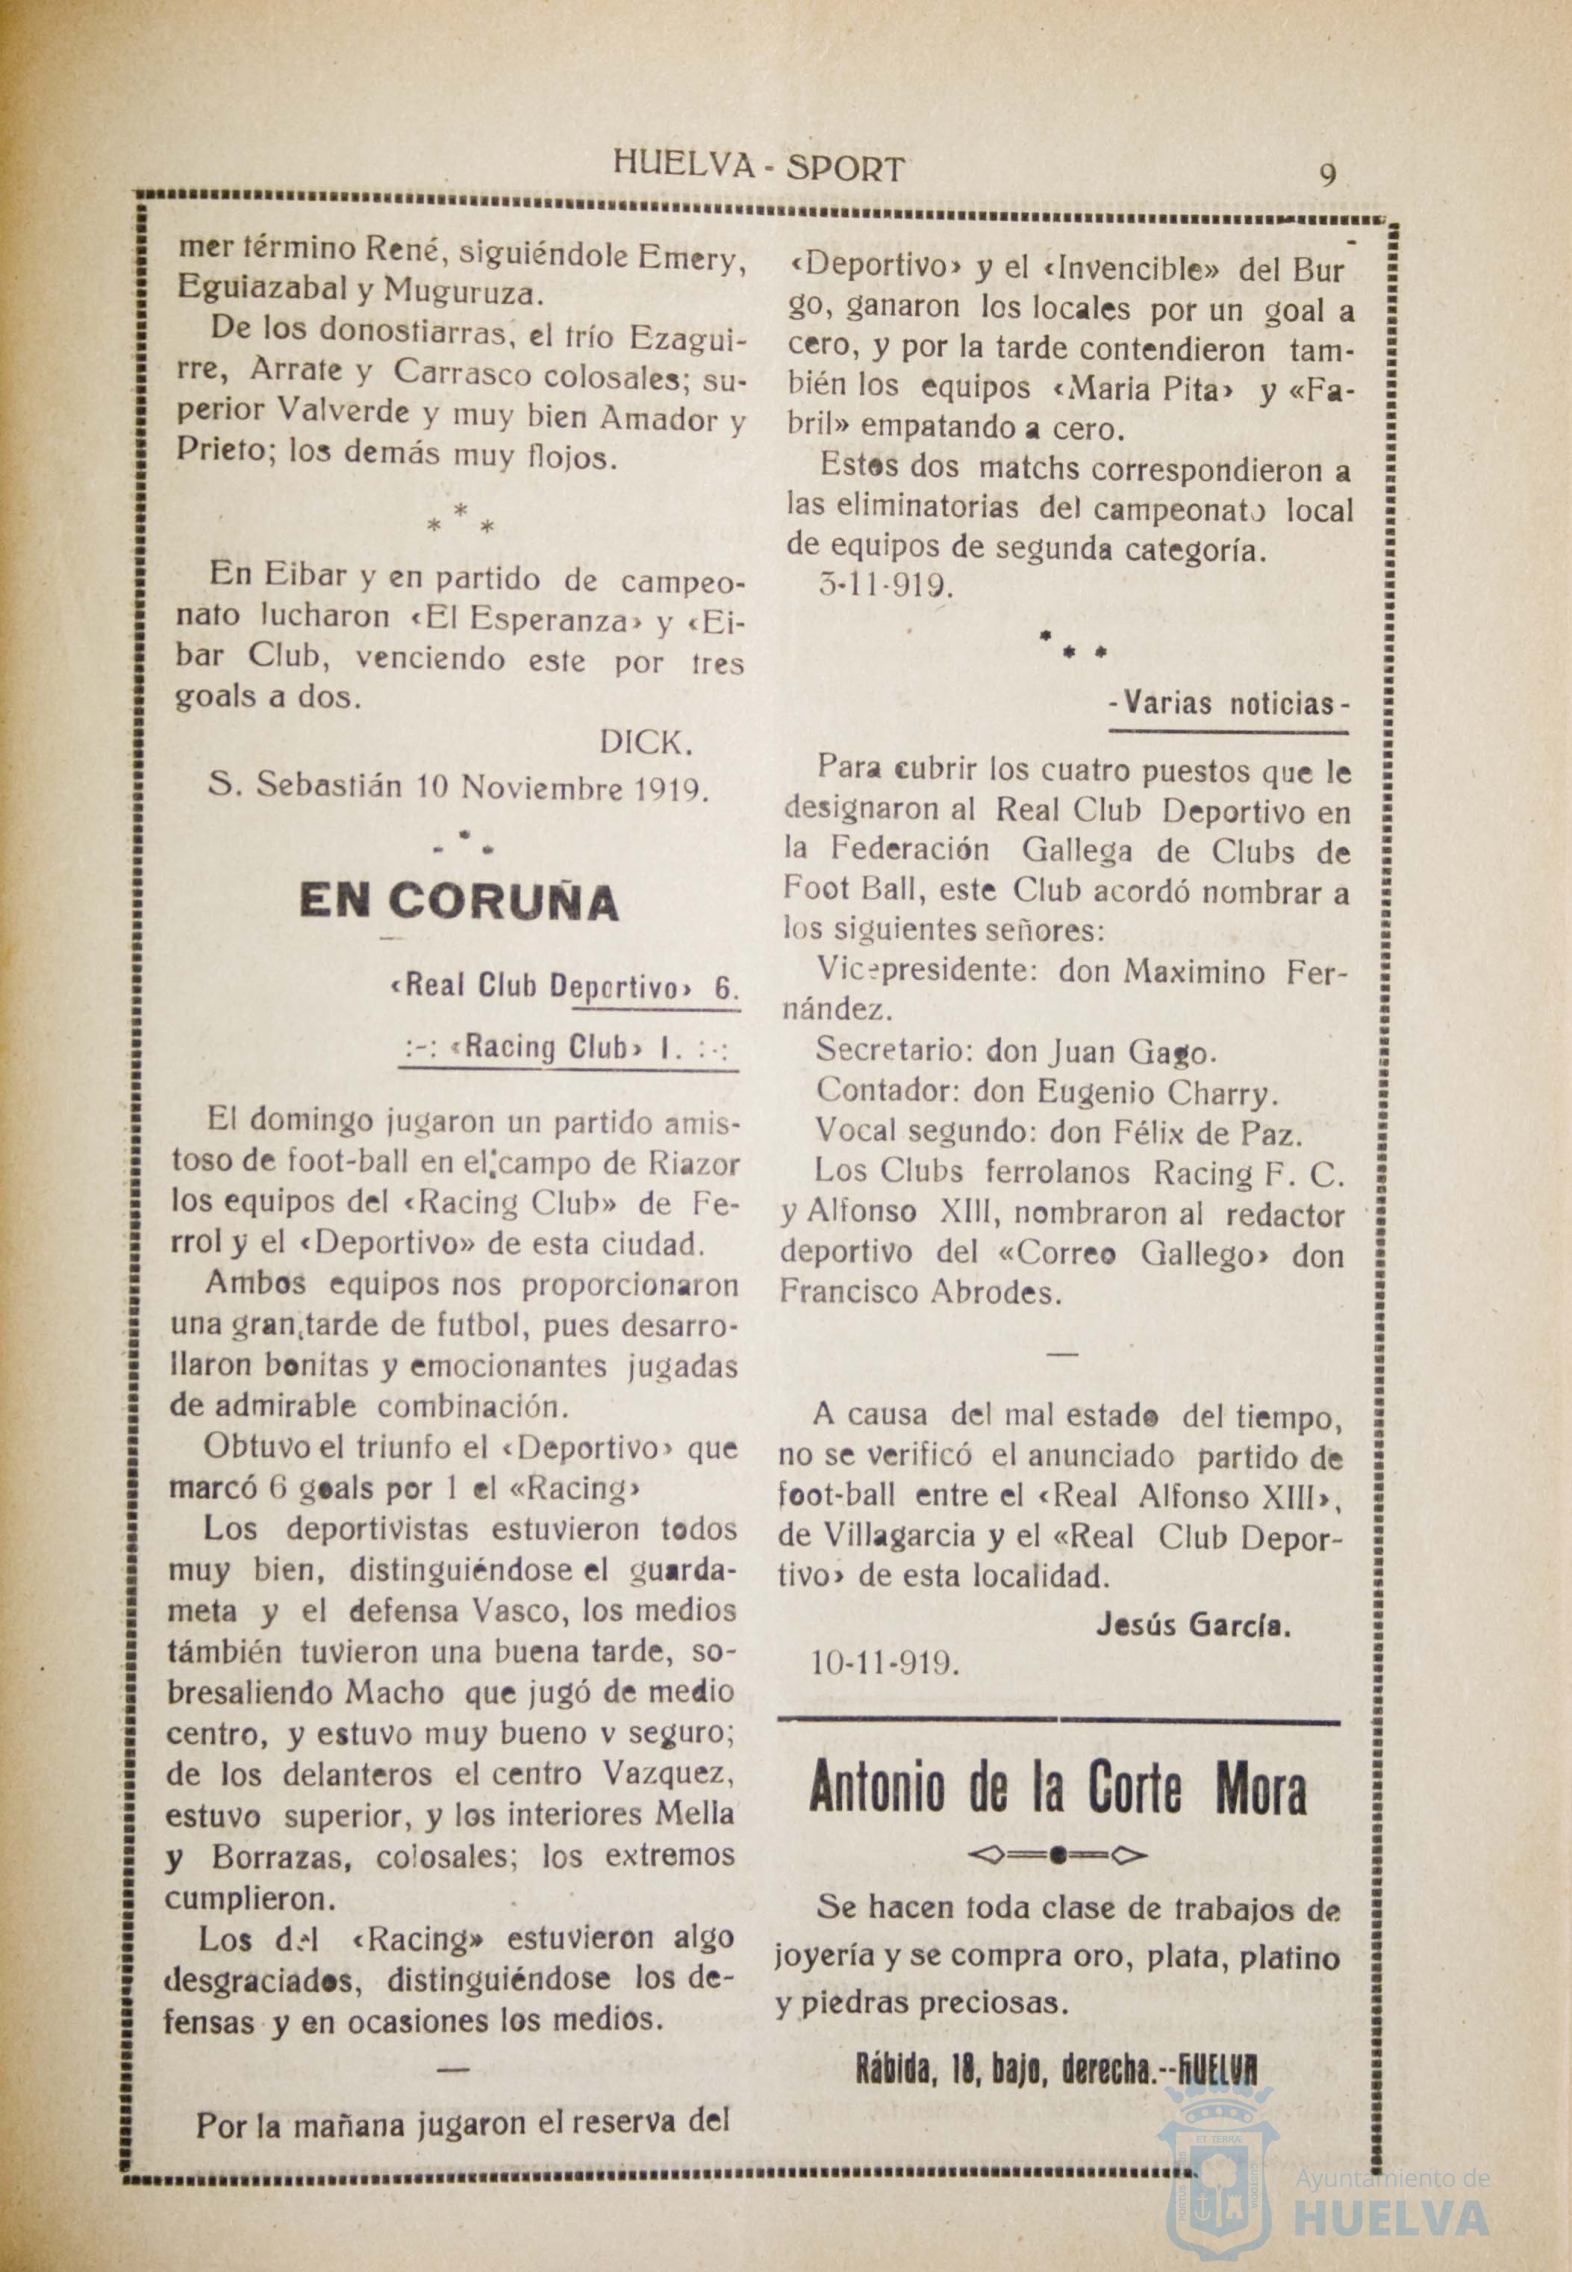 HUELVA - SPORT
9
mer término René, siguiéndole Emery,
Eguiazabal y Muguruza.
De los donostiarras, el trío Ezagui-
rre, Arrate y Carrasco colosales; su-
perior Valverde y muy bien Amador y
Prieto; los demás muy flojos.
* * *
En Eibar y en partido de campeo-
nato lucharon ‹El Esperanza› y ‹Ei-
bar Club, venciendo este por tres
goals a dos.
DICK.
S. Sebastián 10 Noviembre 1919.
EN CORUÑA
‹Real Club Deportivo› 6.
:-: ‹Racing Club› I. :-:
El domingo jugaron un partido amis-
toso de foot-ball en el campo de Riazor
los equipos del ‹Racing Club» de Fe-
rrol y el ‹Deportivo» de esta ciudad.
Ambos equipos nos proporcionaron
una gran tarde de futbol, pues desarro-
llaron bonitas y emocionantes jugadas
de admirable combinación.
Obtuvo el triunfo el ‹Deportivo› que
marcó 6 goals por 1 el «Racing›
Los deportivistas estuvieron todos
muy bien, distinguiéndose el guarda-
meta y el defensa Vasco, los medios
támbién tuvieron una buena tarde, so-
bresaliendo Macho que jugó de medio
centro, y estuvo muy bueno v seguro;
de los delanteros el centro Vazquez,
estuvo superior, y los interiores Mella
y Borrazas, colosales; los extremos
cumplieron.
Los del ‹Racing» estuvieron algo
desgraciados, distinguiéndose los de-
fensas y en ocasiones los medios.
—
Por la mañana jugaron el reserva del
‹Deportivo› y el ‹Invencible» del Bur
go, ganaron los locales por un goal a
cero, y por la tarde contendieron tam-
bién los equipos ‹Maria Pita› y «Fa-
bril» empatando a cero.
Estos dos matchs correspondieron a
las eliminatorias del campeonato local
de equipos de segunda categoría.
3-11-919.
* * *
-Varias noticias-
Para cubrir los cuatro puestos que le
designaron al Real Club Deportivo en
la Federación Gallega de Clubs de
Foot Ball, este Club acordó nombrar a
los siguientes señores:
Vicepresidente: don Maximino Fer-
nández.
Secretario: don Juan Gago.
Contador: don Eugenio Charry.
Vocal segundo: don Félix de Paz.
Los Clubs ferrolanos Racing F. C.
y Alfonso XIII, nombraron al redactor
deportivo del «Correo Gallego› don
Francisco Abrodes.
—
A causa del mal estado del tiempo,
no se verificó el anunciado partido de
foot-ball entre el ‹Real Alfonso XIII›,
de Villagarcia y el «Real Club Depor-
tivo› de esta localidad.
Jesús García.
10-11-919.
Antonio de la Corte Mora
Se hacen toda clase de trabajos de
joyería y se compra oro, plata, platino
y piedras preciosas.
Rábida, 18, bajo, derecha.--HUELVA
PORTUS MARIS ET TERRÆ CUSTODIA
Ayuntamiento de
HUELVA